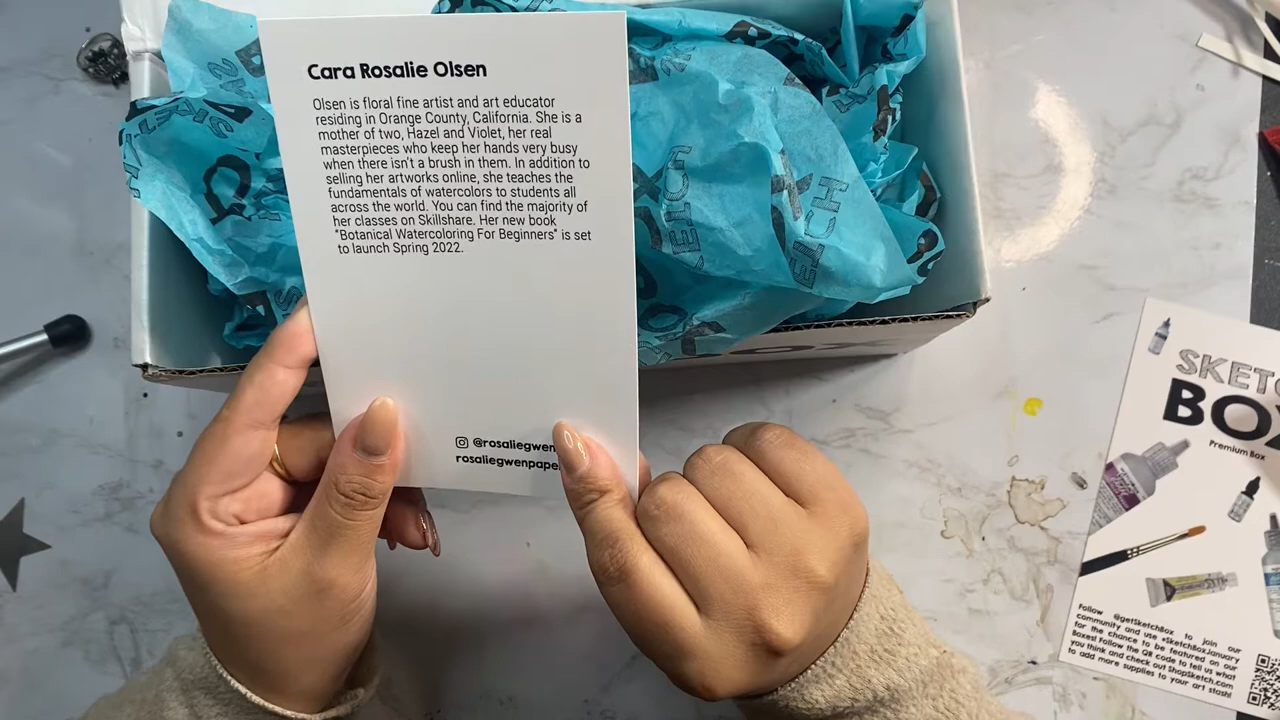 Cara Rosalie Olsen
Olsen is floral fine artist and art educator
residing in Orange County, California. She is a
mother of two, Hazel and Violet, her real
masterpieces who keep her hands very busy
when there isn't a brush in them. In addition to
selling her artworks online, she teaches the
fundamentals of watercolors to students all
across the world. You can find the majority of
her classes on Skillshare. Her new book
"Botanical Watercoloring For Beginners" is set
to launch Spring 2022.
@rosaliegwen
rosaliegwenpape
SKETC
BOX
Premium Box
Follow @getSketchBox to join our
community and use #SketchBoxJanuary
for the chance to be featured on our
Boxes! Follow the QR code to tell us what
you think and check out ShopSketch.com
to add more supplies to your art stash!